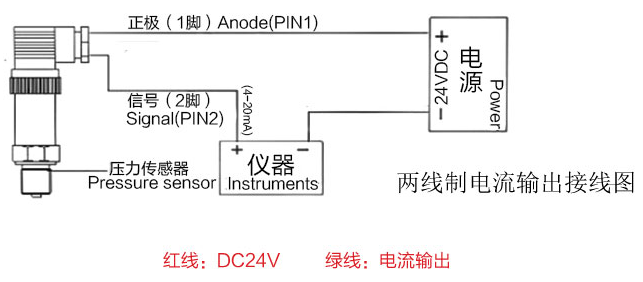 正极（1脚）Anode(PIN1)
信号（2脚）
Signal(PIN2)
(4~20mA)
+ -
仪器
Instruments
压力传感器
Pressure sensor
- 24VDC +
电源
Power
两线制电流输出接线图
红线：DC24V 绿线：电流输出